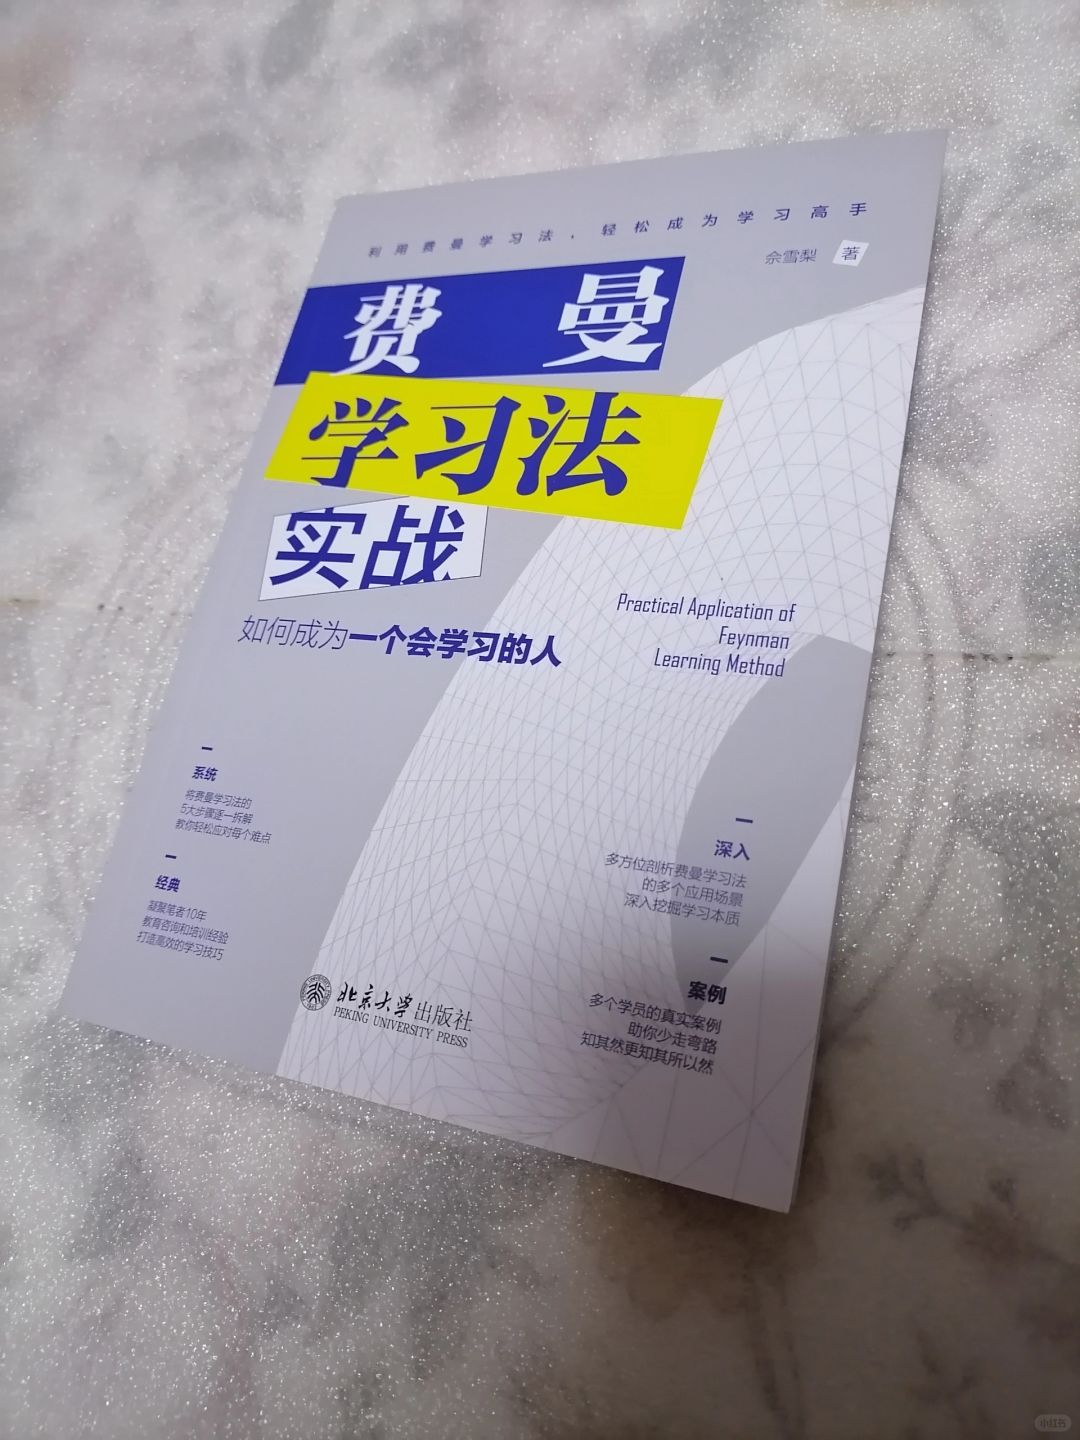 利用费曼学习法，轻松成为学习高手
佘雪梨 著
费曼
学习法
实战
如何成为一个会学习的人
Practical Application of
Feynman
Learning Method
系统
将费曼学习法的
5大步骤逐一拆解
教你轻松应对每个难点
经典
凝聚笔者10年
教育咨询和培训经验
打造高效的学习技巧
深入
多方位剖析费曼学习法
的多个应用场景
深入挖掘学习本质
案例
多个学员的真实案例
助你少走弯路
知其然更知其所以然
北京大学出版社
PEKING UNIVERSITY PRESS
小红书